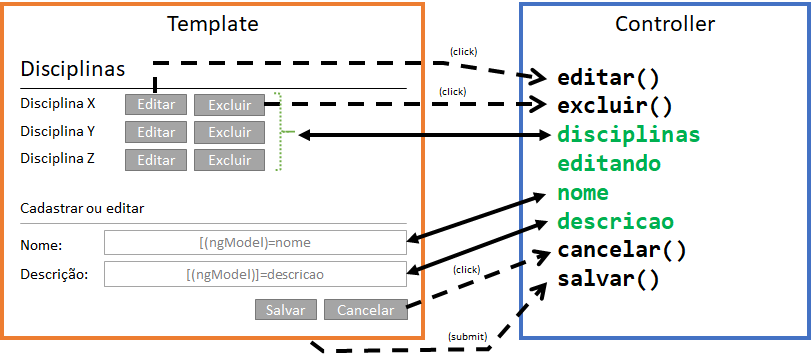 Template
Disciplinas
Disciplina X Editar Excluir
Disciplina Y Editar Excluir
Disciplina Z Editar Excluir
Cadastrar ou editar
Nome: [(ngModel)=nome
Descrição: [(ngModel)]=descricao
Salvar Cancelar
(click)
(click)
(click)
(submit)
Controller
editar()
excluir()
disciplinas
editando
nome
descricao
cancelar()
salvar()